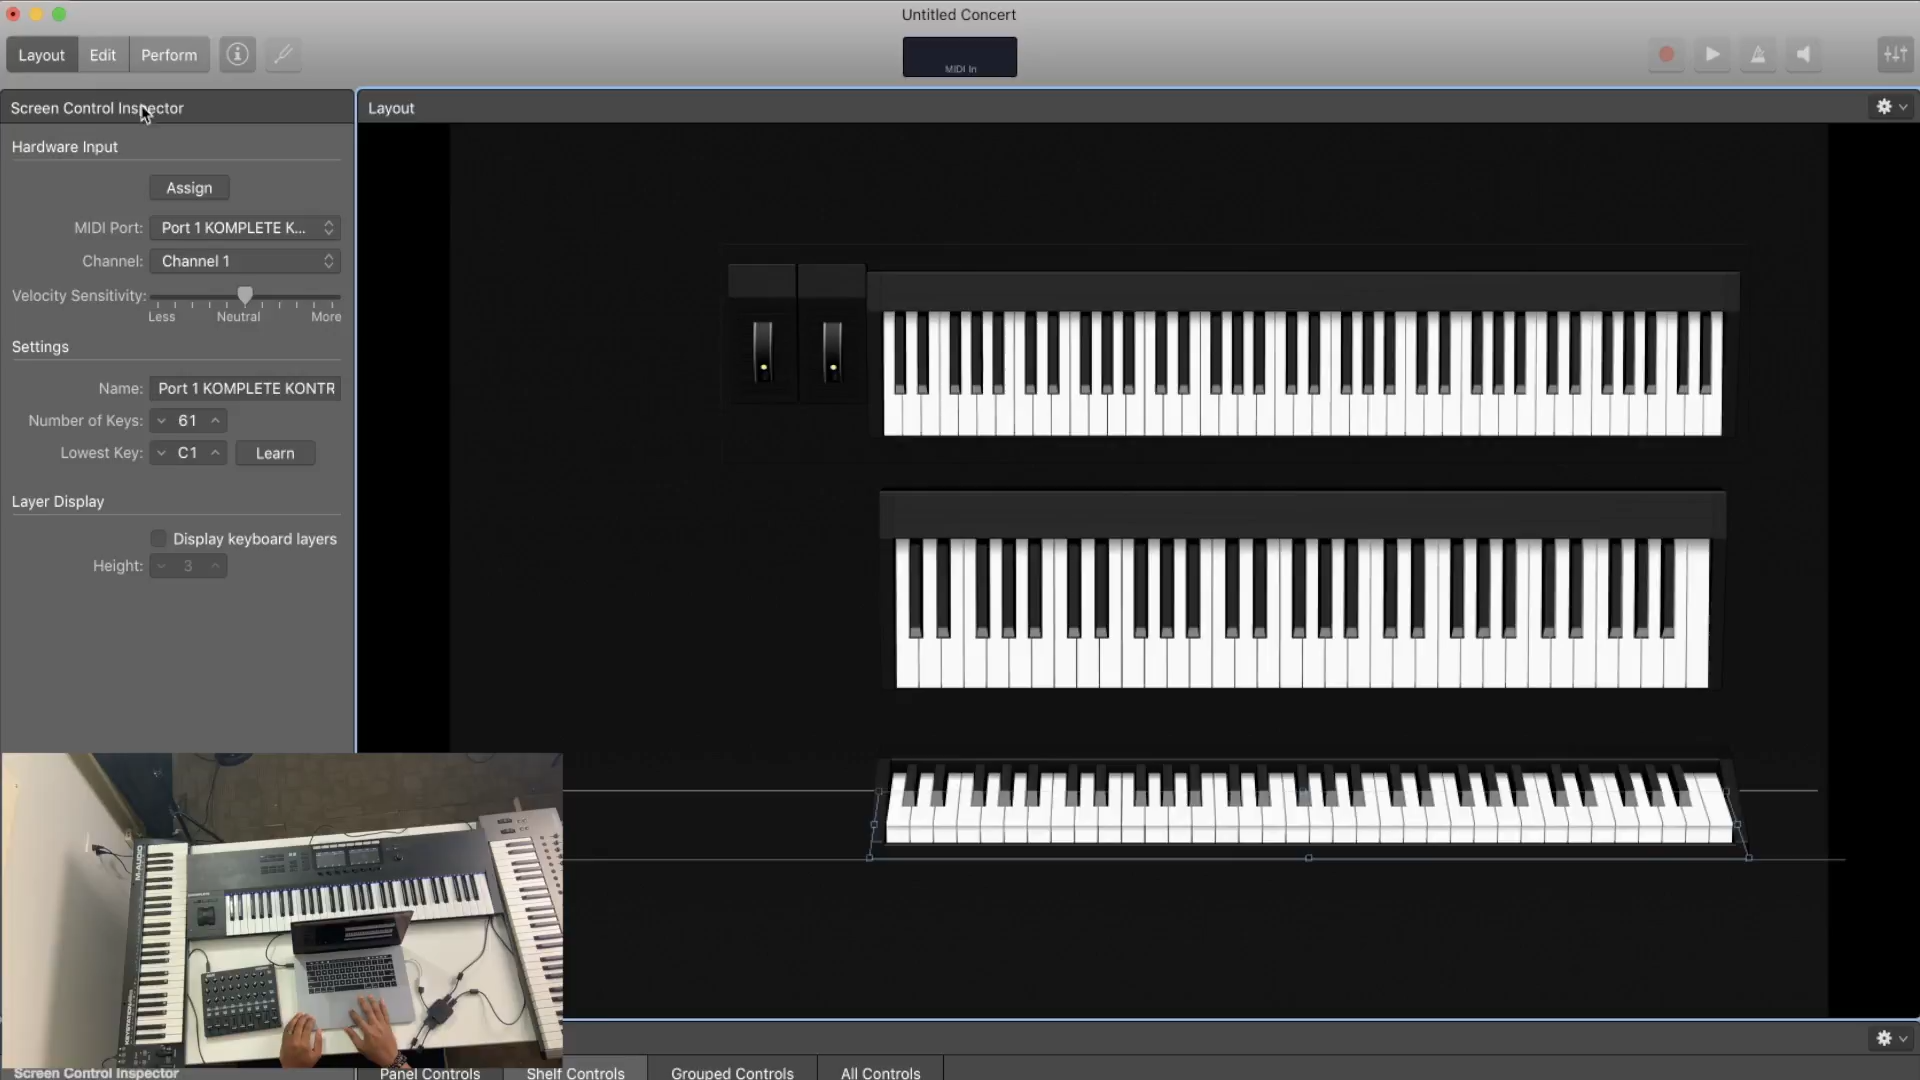 Untitled Concert
Layout Edit Perform
MIDI In
Screen Control Inspector
Layout
Hardware Input
Assign
MIDI Port: Port 1 KOMPLETE K...
Channel: Channel 1
Velocity Sensitivity:
Less Neutral More
Settings
Name: Port 1 KOMPLETE KONTR
Number of Keys: 61
Lowest Key: C1 Learn
Layer Display
Display keyboard layers
Height: 3
M-AUDIO
Screen Control Inspector
Panel Controls Shelf Controls Grouped Controls All Controls